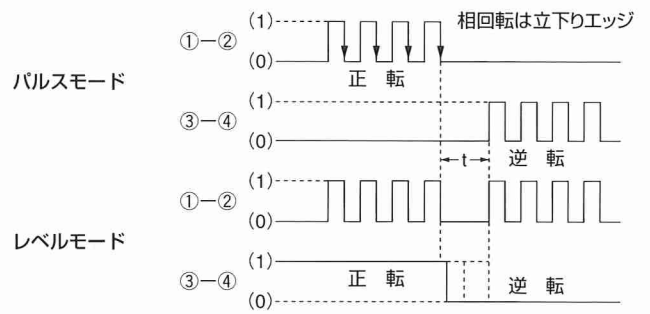 (1) 相回転は立下りエッジ
①－②
(0) 正 転
パルスモード
(1)
③－④
(0) 逆 転
t
(1)
①－②
(0)
レベルモード
(1) 正 転
③－④ 逆 転
(0)